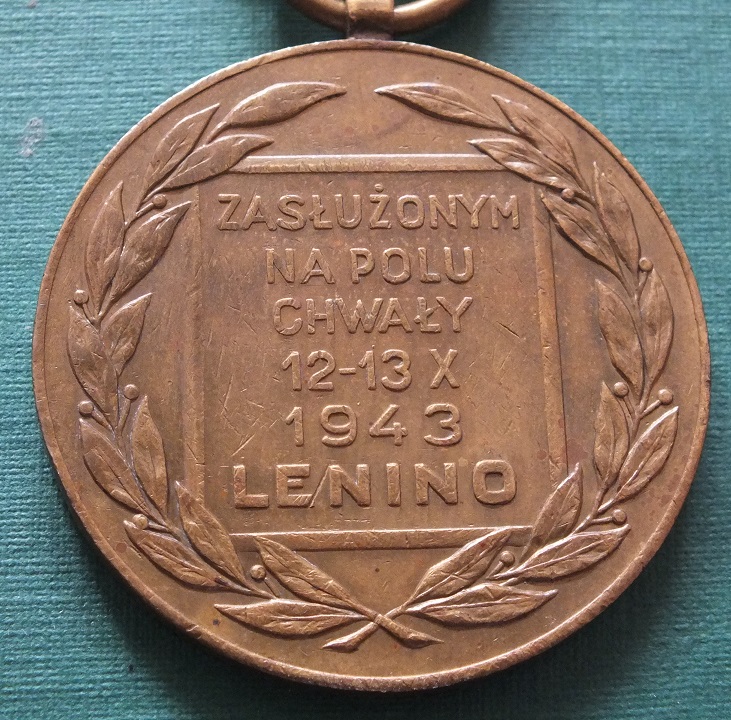 ZASŁUŻONYM
NA POLU
CHWAŁY
12-13 X
1943
LENINO